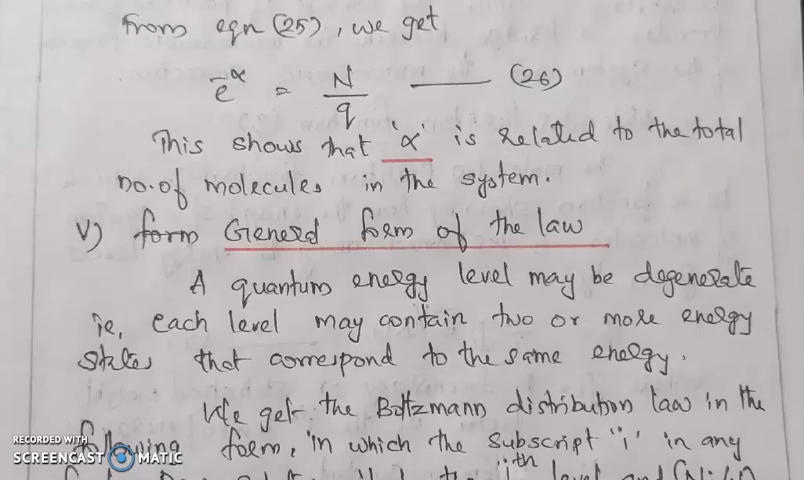 From eqn (25), we get
e^-α = N/q —— (26)
This shows that 'α' is related to the total
no. of molecules in the system.
V) form General form of the law
A quantum energy level may be degenerate
ie, each level may contain two or more energy
states that correspond to the same energy.
We get the Boltzmann distribution law in the
following form, in which the subscript "i" in any
level and
RECORDED WITH
SCREENCAST MATIC